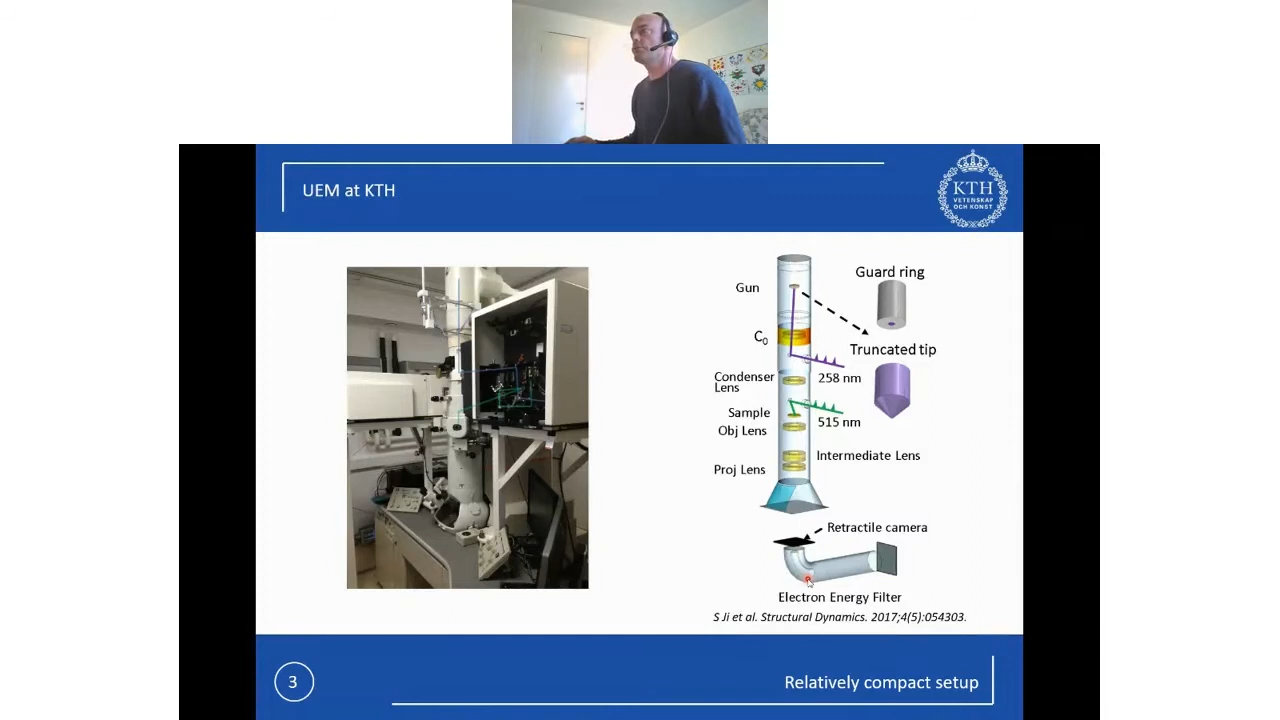 UEM at KTH
KTH
VETENSKAP
OCH KONST
Gun
C0
Condenser
Lens
Sample
Obj Lens
Proj Lens
Guard ring
Truncated tip
258 nm
515 nm
Intermediate Lens
Retractile camera
Electron Energy Filter
S Ji et al. Structural Dynamics. 2017;4(5):054303.
3
Relatively compact setup